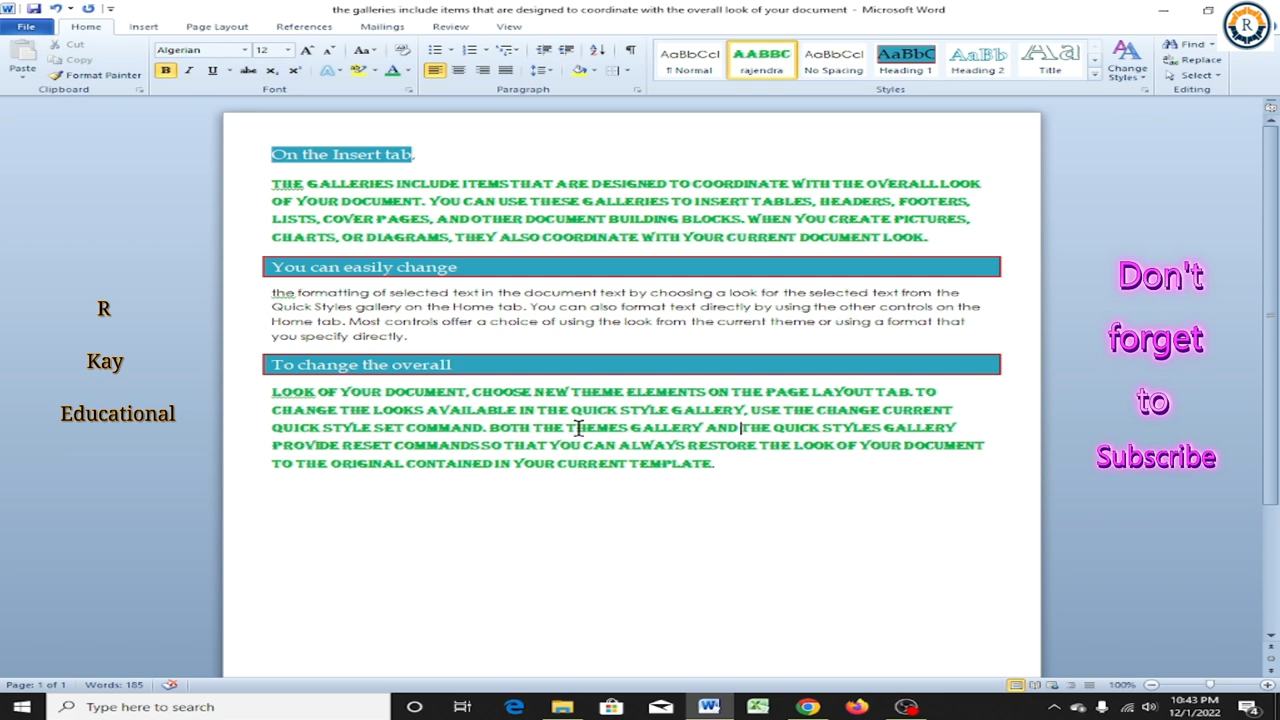 the galleries include items that are designed to coordinate with the overall look of your document - Microsoft Word
File Home Insert Page Layout References Mailings Review View
Paste
Cut
Copy
Format Painter
Clipboard
Algerian 12
Font
Paragraph
AaBbCcI AABBC AaBbCcI AaBbC AaBb Aa
¶ Normal rajendra No Spacing Heading 1 Heading 2 Title
Change
Styles
Styles
Find
Replace
Select
Editing
R
On the Insert tab,
THE GALLERIES INCLUDE ITEMS THAT ARE DESIGNED TO COORDINATE WITH THE OVERALL LOOK
OF YOUR DOCUMENT. YOU CAN USE THESE GALLERIES TO INSERT TABLES, HEADERS, FOOTERS,
LISTS, COVER PAGES, AND OTHER DOCUMENT BUILDING BLOCKS. WHEN YOU CREATE PICTURES,
CHARTS, OR DIAGRAMS, THEY ALSO COORDINATE WITH YOUR CURRENT DOCUMENT LOOK.
You can easily change
the formatting of selected text in the document text by choosing a look for the selected text from the
Quick Styles gallery on the Home tab. You can also format text directly by using the other controls on the
Home tab. Most controls offer a choice of using the look from the current theme or using a format that
you specify directly.
To change the overall
LOOK OF YOUR DOCUMENT, CHOOSE NEW THEME ELEMENTS ON THE PAGE LAYOUT TAB. TO
CHANGE THE LOOKS AVAILABLE IN THE QUICK STYLE GALLERY, USE THE CHANGE CURRENT
QUICK STYLE SET COMMAND. BOTH THE THEMES GALLERY AND THE QUICK STYLES GALLERY
PROVIDE RESET COMMANDS SO THAT YOU CAN ALWAYS RESTORE THE LOOK OF YOUR DOCUMENT
TO THE ORIGINAL CONTAINED IN YOUR CURRENT TEMPLATE.
R
Kay
Educational
Don't
forget
to
Subscribe
Page: 1 of 1 Words: 185
100%
Type here to search
10:43 PM
12/1/2022
4